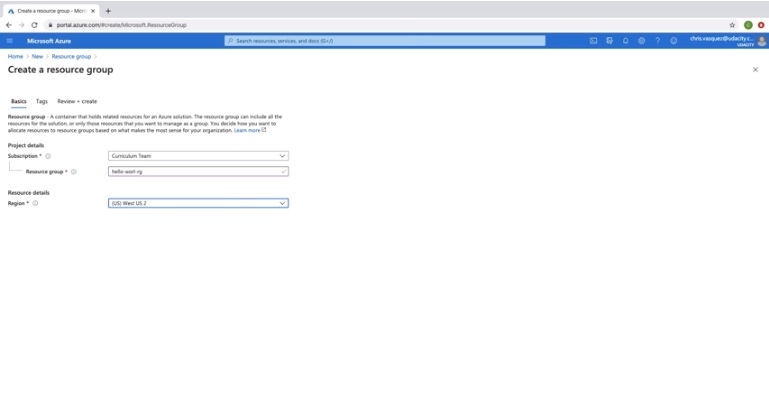 Create a resource group - Micro
portal.azure.com/#create/Microsoft.ResourceGroup
Microsoft Azure
Search resources, services, and docs (G+/)
chris.vasquez@udacity.c...
UDACITY
Home > New > Resource group >
Create a resource group
Basics Tags Review + create
Resource group - A container that holds related resources for an Azure solution. The resource group can include all the
resources for the solution, or only those resources that you want to manage as a group. You decide how you want to
allocate resources to resource groups based on what makes the most sense for your organization. Learn more
Project details
Subscription * Curriculum Team
Resource group * hello-worl-rg
Resource details
Region * (US) West US 2